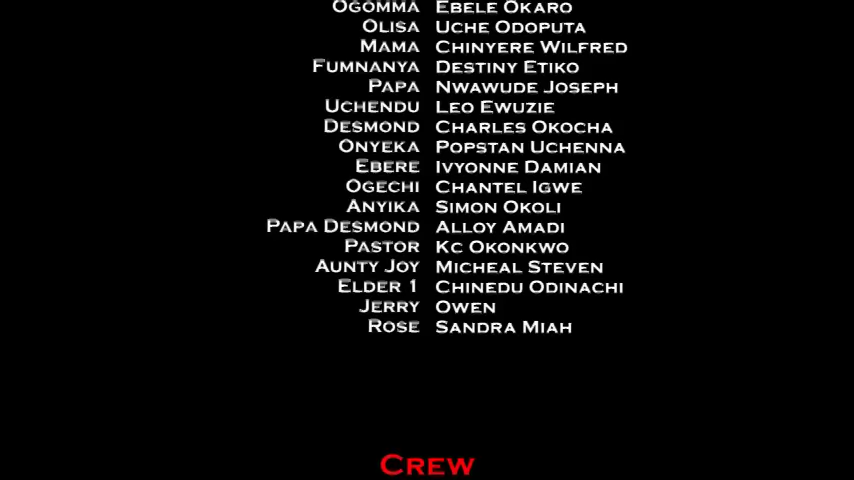 Ogomma Ebele Okaro
Olisa Uche Odoputa
Mama Chinyere Wilfred
Fumnanya Destiny Etiko
Papa Nwawude Joseph
Uchendu Leo Ewuzie
Desmond Charles Okocha
Onyeka Popstan Uchenna
Ebere Ivyonne Damian
Ogechi Chantel Igwe
Anyika Simon Okoli
Papa Desmond Alloy Amadi
Pastor Kc Okonkwo
Aunty Joy Micheal Steven
Elder 1 Chinedu Odinachi
Jerry Owen
Rose Sandra Miah
Crew